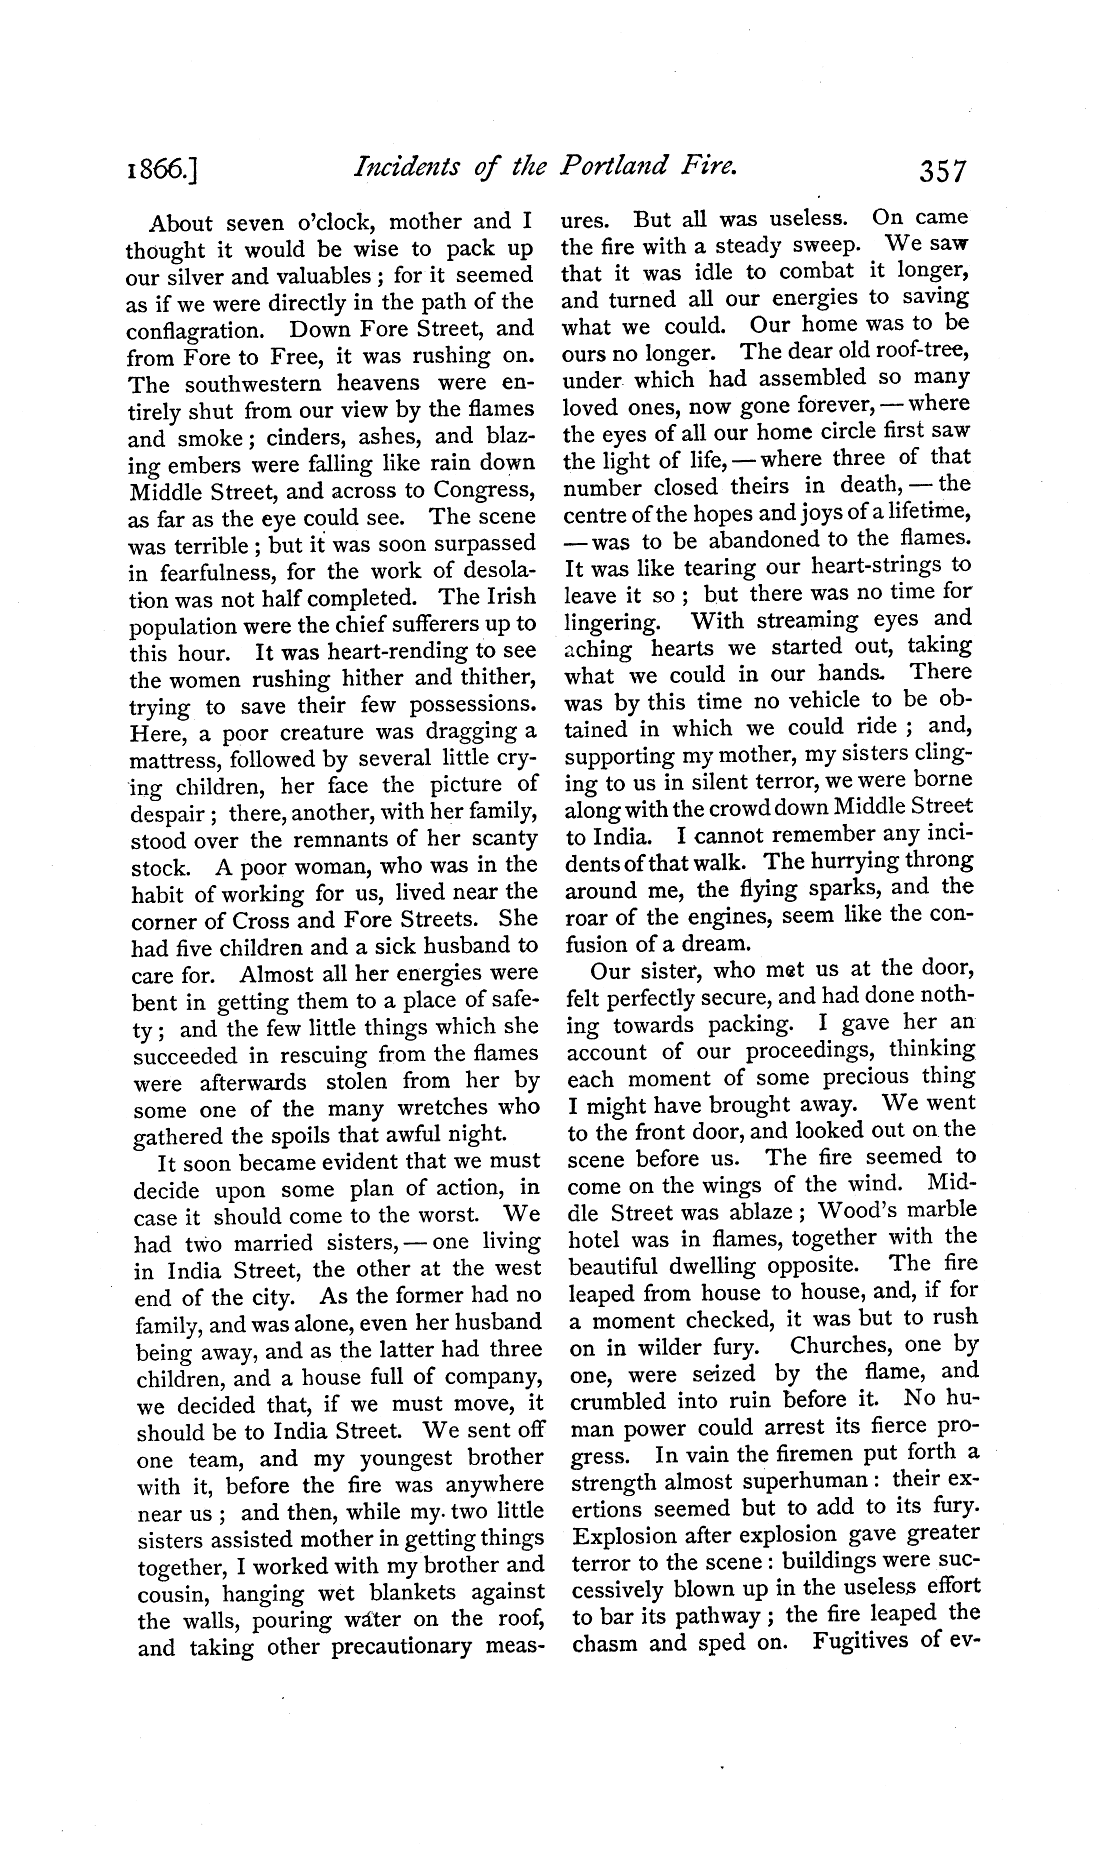 1866.] Incidents of the Portland Fire. 357
About seven o'clock, mother and I
thought it would be wise to pack up
our silver and valuables ; for it seemed
as if we were directly in the path of the
conflagration. Down Fore Street, and
from Fore to Free, it was rushing on.
The southwestern heavens were en-
tirely shut from our view by the flames
and smoke ; cinders, ashes, and blaz-
ing embers were falling like rain down
Middle Street, and across to Congress,
as far as the eye could see. The scene
was terrible ; but it was soon surpassed
in fearfulness, for the work of desola-
tion was not half completed. The Irish
population were the chief sufferers up to
this hour. It was heart-rending to see
the women rushing hither and thither,
trying to save their few possessions.
Here, a poor creature was dragging a
mattress, followed by several little cry-
ing children, her face the picture of
despair ; there, another, with her family,
stood over the remnants of her scanty
stock. A poor woman, who was in the
habit of working for us, lived near the
corner of Cross and Fore Streets. She
had five children and a sick husband to
care for. Almost all her energies were
bent in getting them to a place of safe-
ty ; and the few little things which she
succeeded in rescuing from the flames
were afterwards stolen from her by
some one of the many wretches who
gathered the spoils that awful night.
It soon became evident that we must
decide upon some plan of action, in
case it should come to the worst. We
had two married sisters, — one living
in India Street, the other at the west
end of the city. As the former had no
family, and was alone, even her husband
being away, and as the latter had three
children, and a house full of company,
we decided that, if we must move, it
should be to India Street. We sent off
one team, and my youngest brother
with it, before the fire was anywhere
near us ; and then, while my two little
sisters assisted mother in getting things
together, I worked with my brother and
cousin, hanging wet blankets against
the walls, pouring water on the roof,
and taking other precautionary meas-
ures. But all was useless. On came
the fire with a steady sweep. We saw
that it was idle to combat it longer,
and turned all our energies to saving
what we could. Our home was to be
ours no longer. The dear old roof-tree,
under which had assembled so many
loved ones, now gone forever, — where
the eyes of all our home circle first saw
the light of life, — where three of that
number closed theirs in death, — the
centre of the hopes and joys of a lifetime,
— was to be abandoned to the flames.
It was like tearing our heart-strings to
leave it so ; but there was no time for
lingering. With streaming eyes and
aching hearts we started out, taking
what we could in our hands. There
was by this time no vehicle to be ob-
tained in which we could ride ; and,
supporting my mother, my sisters cling-
ing to us in silent terror, we were borne
along with the crowd down Middle Street
to India. I cannot remember any inci-
dents of that walk. The hurrying throng
around me, the flying sparks, and the
roar of the engines, seem like the con-
fusion of a dream.
Our sister, who met us at the door,
felt perfectly secure, and had done noth-
ing towards packing. I gave her an
account of our proceedings, thinking
each moment of some precious thing
I might have brought away. We went
to the front door, and looked out on the
scene before us. The fire seemed to
come on the wings of the wind. Mid-
dle Street was ablaze ; Wood's marble
hotel was in flames, together with the
beautiful dwelling opposite. The fire
leaped from house to house, and, if for
a moment checked, it was but to rush
on in wilder fury. Churches, one by
one, were seized by the flame, and
crumbled into ruin before it. No hu-
man power could arrest its fierce pro-
gress. In vain the firemen put forth a
strength almost superhuman : their ex-
ertions seemed but to add to its fury.
Explosion after explosion gave greater
terror to the scene : buildings were suc-
cessively blown up in the useless effort
to bar its pathway ; the fire leaped the
chasm and sped on. Fugitives of ev-